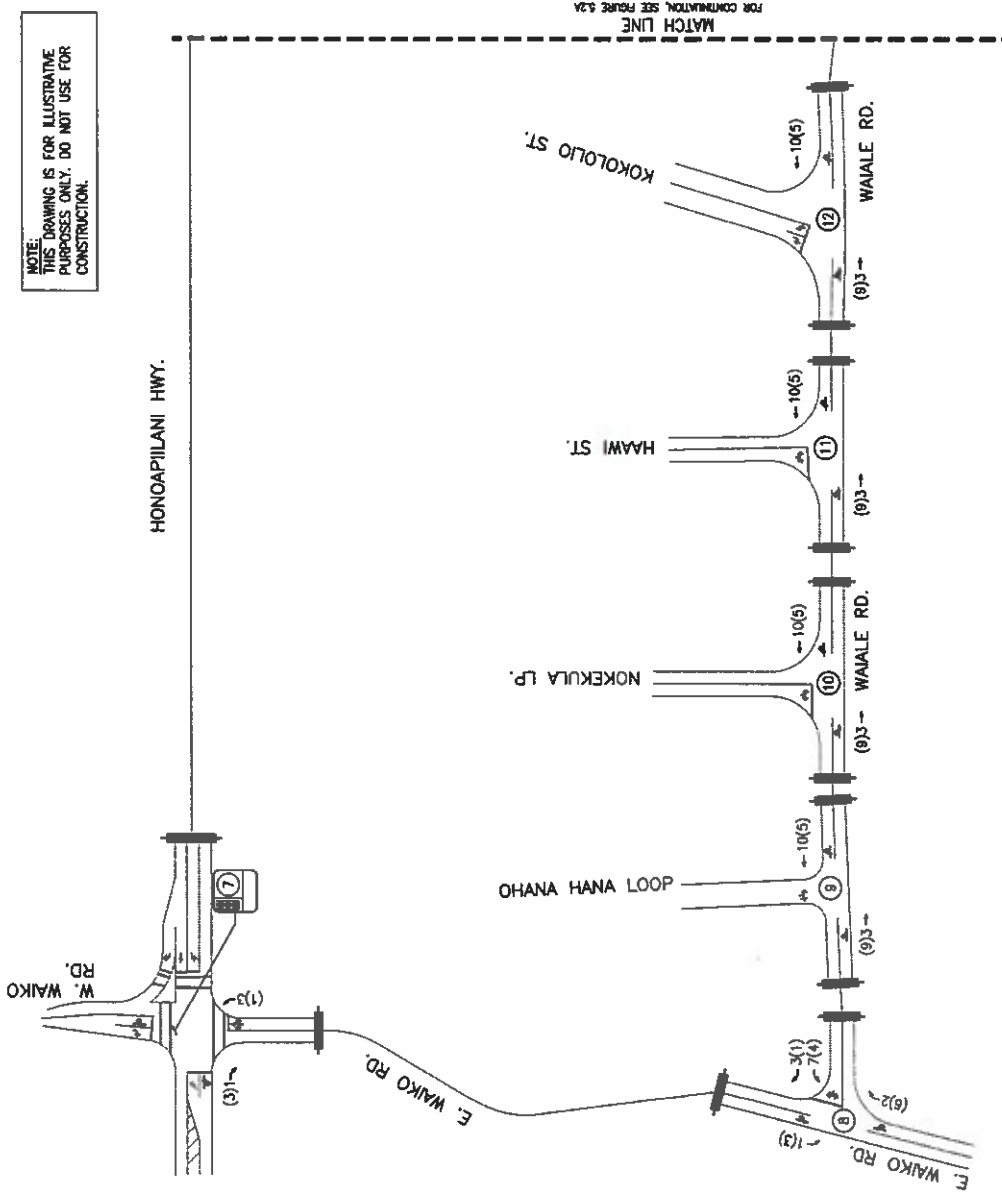 NOTE:
THIS DRAWING IS FOR ILLUSTRATIVE
PURPOSES ONLY. DO NOT USE FOR
CONSTRUCTION.
MATCH LINE
FOR CONTINUATION, SEE FIGURE 5.2A
HONOAPIILANI HWY.
KOKOLOLIO ST.
10(5)
WAIALE RD.
12
(9)3
HAAWI ST.
10(5)
11
(9)3
NOKEKULA LP.
10(5)
WAIALE RD.
10
(9)3
OHANA HANA LOOP
10(5)
9
(9)3
W. WAIKO
RD.
7
(1)3
(3)1
E. WAIKO RD.
3(1)
7(4)
8
1(3)
(6)2
E. WAIKO RD.